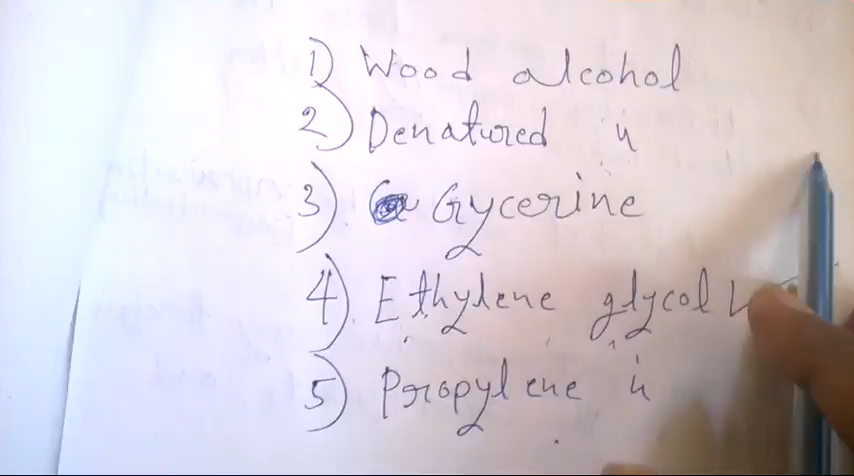 1) Wood alcohol
2) Denatured "
3) Gycerine
4) Ethylene glycol
5) Propylene "